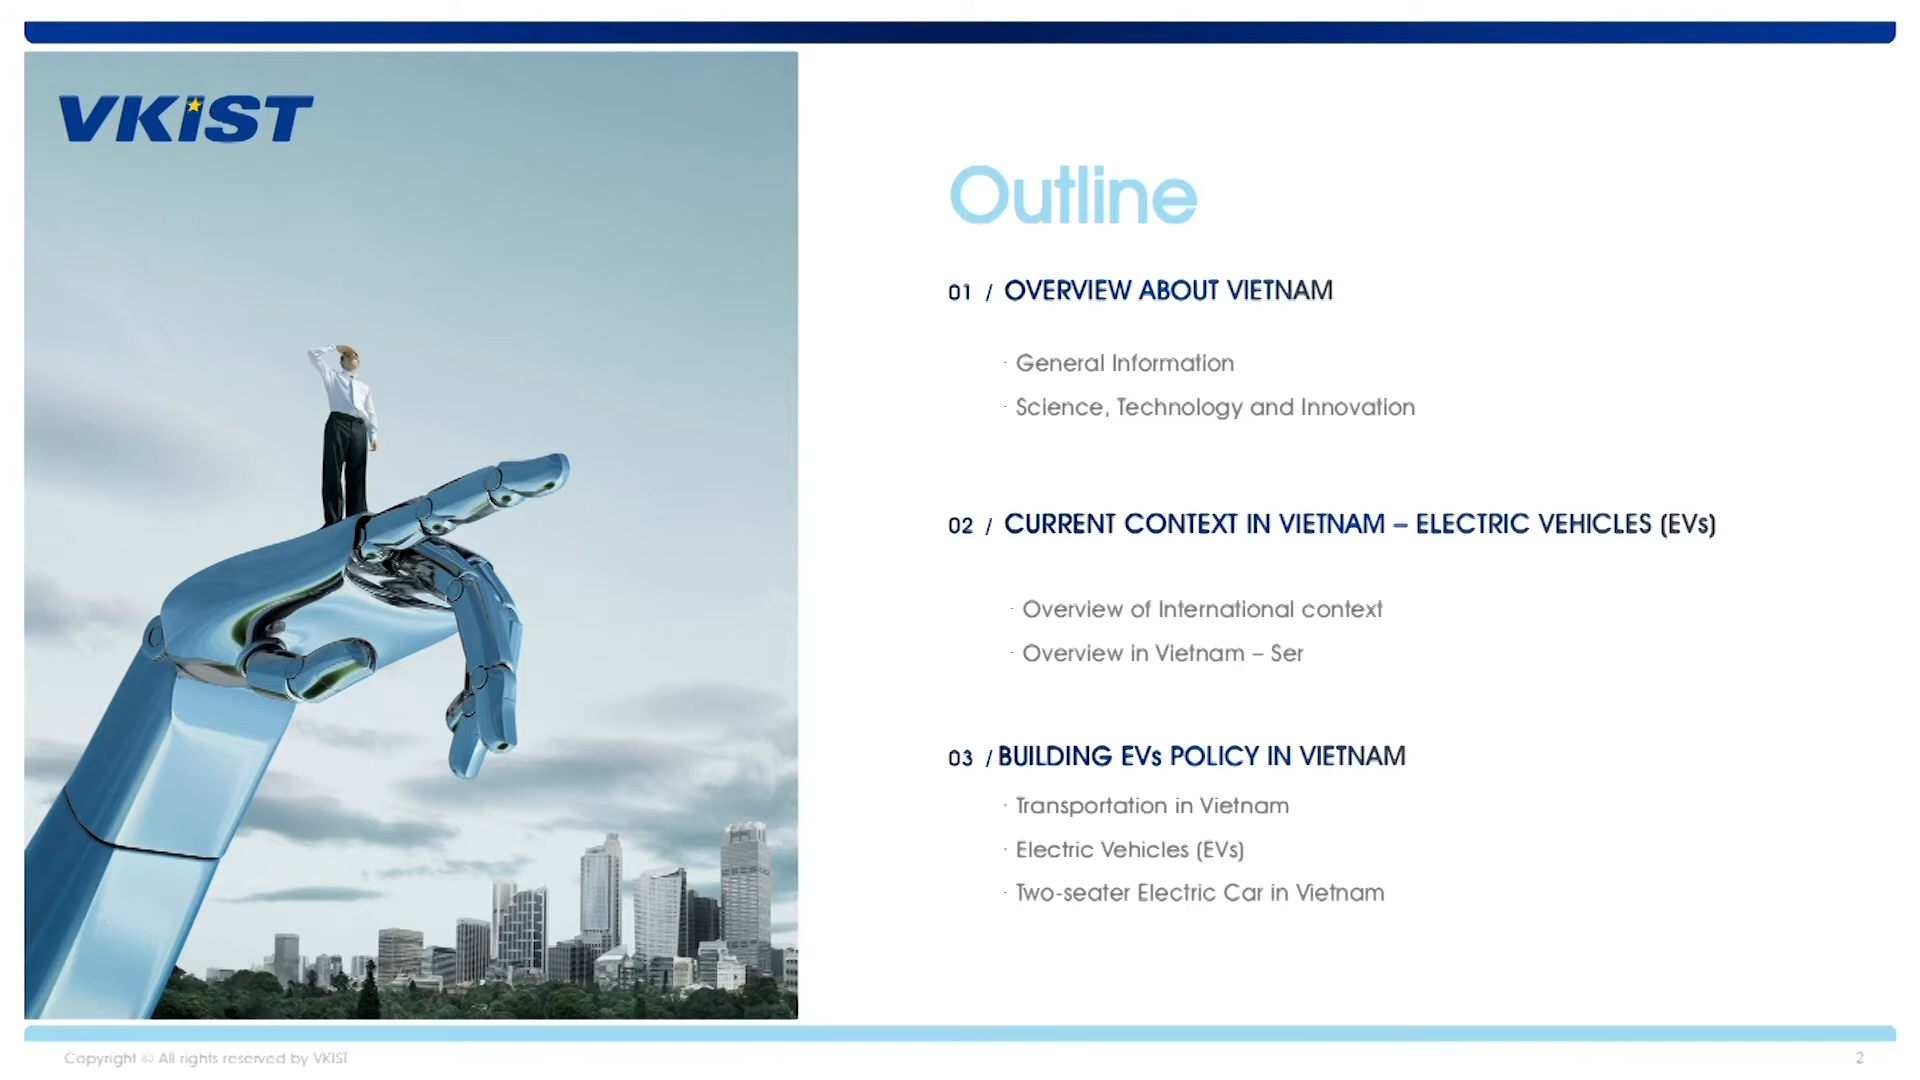 VKIST
Outline
01 / OVERVIEW ABOUT VIETNAM
· General Information
· Science, Technology and Innovation
02 / CURRENT CONTEXT IN VIETNAM – ELECTRIC VEHICLES (EVs)
· Overview of International context
· Overview in Vietnam – Ser
03 / BUILDING EVs POLICY IN VIETNAM
· Transportation in Vietnam
· Electric Vehicles (EVs)
· Two-seater Electric Car in Vietnam
Copyright © All rights reserved by VKIST
2